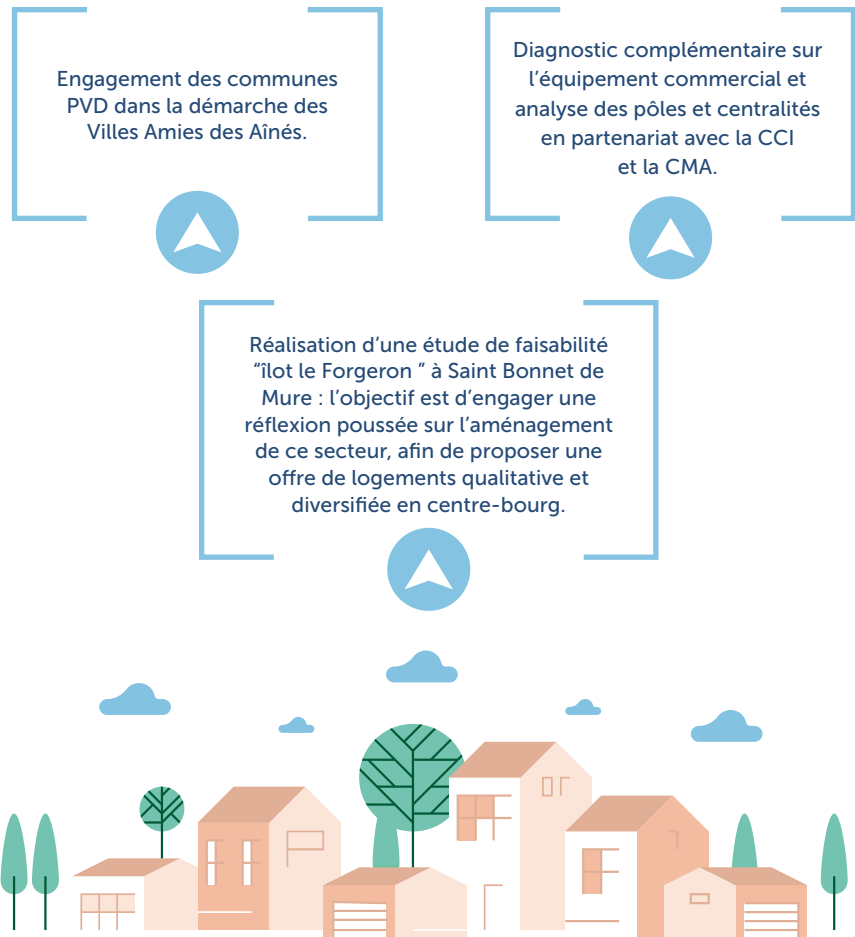 Engagement des communes
PVD dans la démarche des
Villes Amies des Aînés.
Diagnostic complémentaire sur
l’équipement commercial et
analyse des pôles et centralités
en partenariat avec la CCI
et la CMA.
Réalisation d’une étude de faisabilité
“îlot le Forgeron ” à Saint Bonnet de
Mure : l’objectif est d’engager une
réflexion poussée sur l’aménagement
de ce secteur, afin de proposer une
offre de logements qualitative et
diversifiée en centre-bourg.